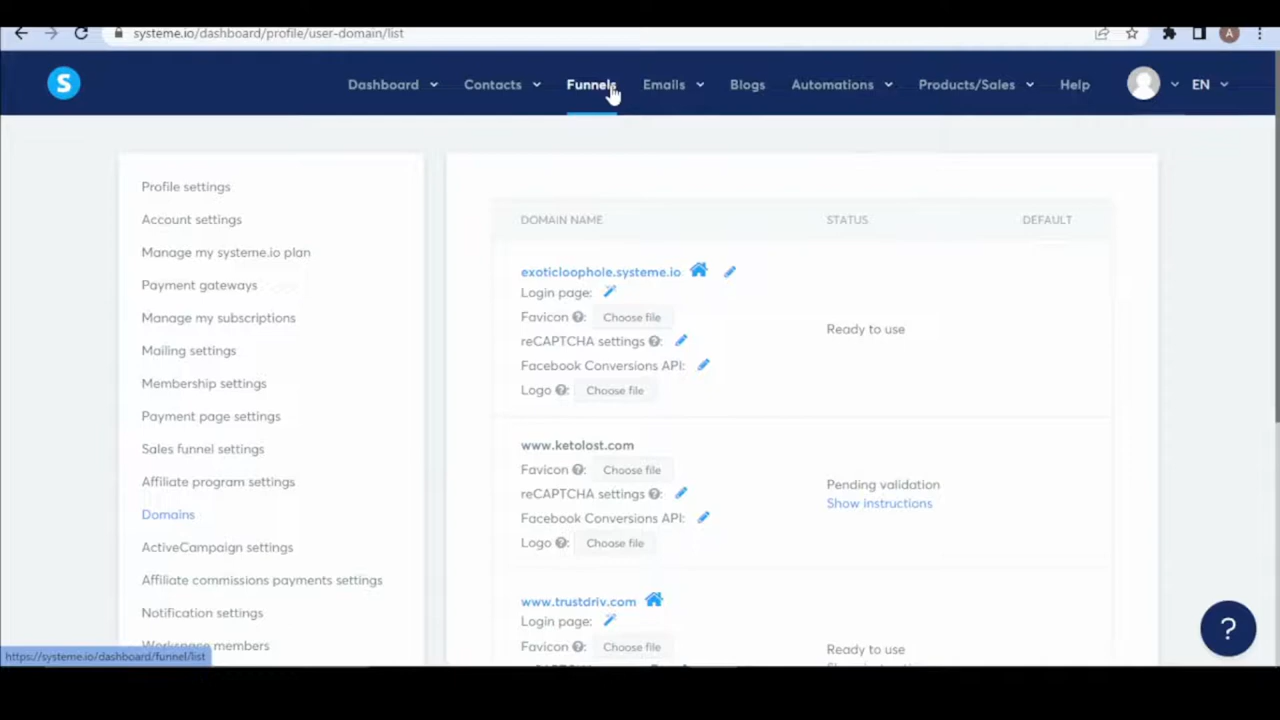 systeme.io/dashboard/profile/user-domain/list
A
S
Dashboard
Contacts
Funnels
Emails
Blogs
Automations
Products/Sales
Help
EN
Profile settings
Account settings
Manage my systeme.io plan
Payment gateways
Manage my subscriptions
Mailing settings
Membership settings
Payment page settings
Sales funnel settings
Affiliate program settings
Domains
ActiveCampaign settings
Affiliate commissions payments settings
Notification settings
Workspace members
https://systeme.io/dashboard/funnel/list
DOMAIN NAME
STATUS
DEFAULT
exoticloophole.systeme.io
Login page:
Favicon ?: Choose file
reCAPTCHA settings ?:
Facebook Conversions API:
Logo ?: Choose file
Ready to use
www.ketolost.com
Favicon ?: Choose file
reCAPTCHA settings ?:
Facebook Conversions API:
Logo ?: Choose file
Pending validation
Show instructions
www.trustdriv.com
Login page:
Favicon ?: Choose file
Ready to use
?